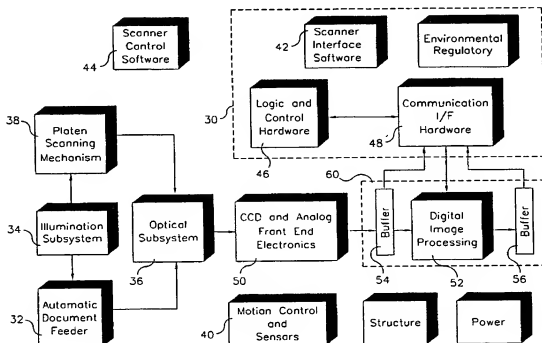 Scanner
Control
Software
44
42
Scanner
Interface
Software
Environmental
Regulatory
38
Platen
Scanning
Mechanism
30
Logic and
Control
Hardware
46
Communication
I/F
Hardware
48
60
34
Illumination
Subsystem
Optical
Subsystem
36
CCD and Analog
Front End
Electronics
50
Buffer
54
Digital
Image
Processing
52
Buffer
56
Automatic
Document
Feeder
32
Motion Control
and
Sensors
40
Structure
Power